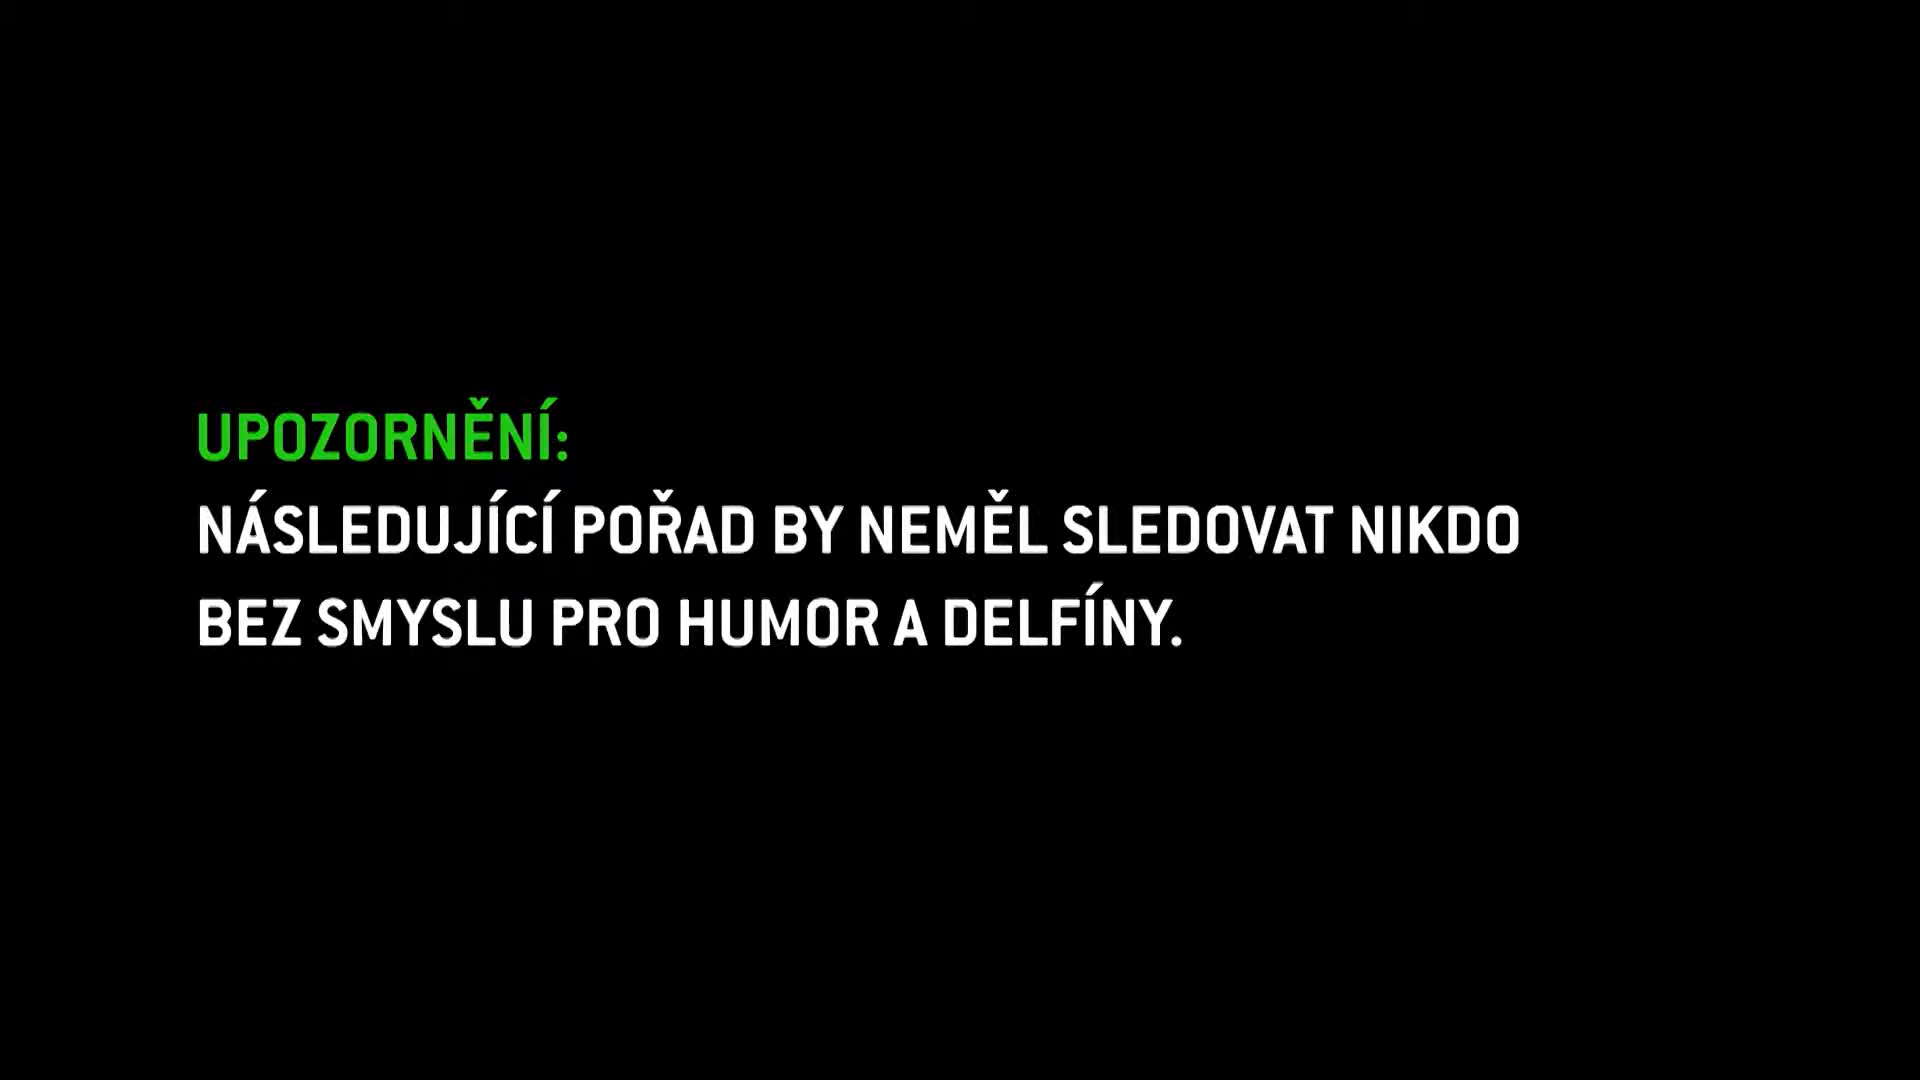 UPOZORNĚNÍ:
NÁSLEDUJÍCÍ POŘAD BY NEMĚL SLEDOVAT NIKDO
BEZ SMYSLU PRO HUMOR A DELFÍNY.